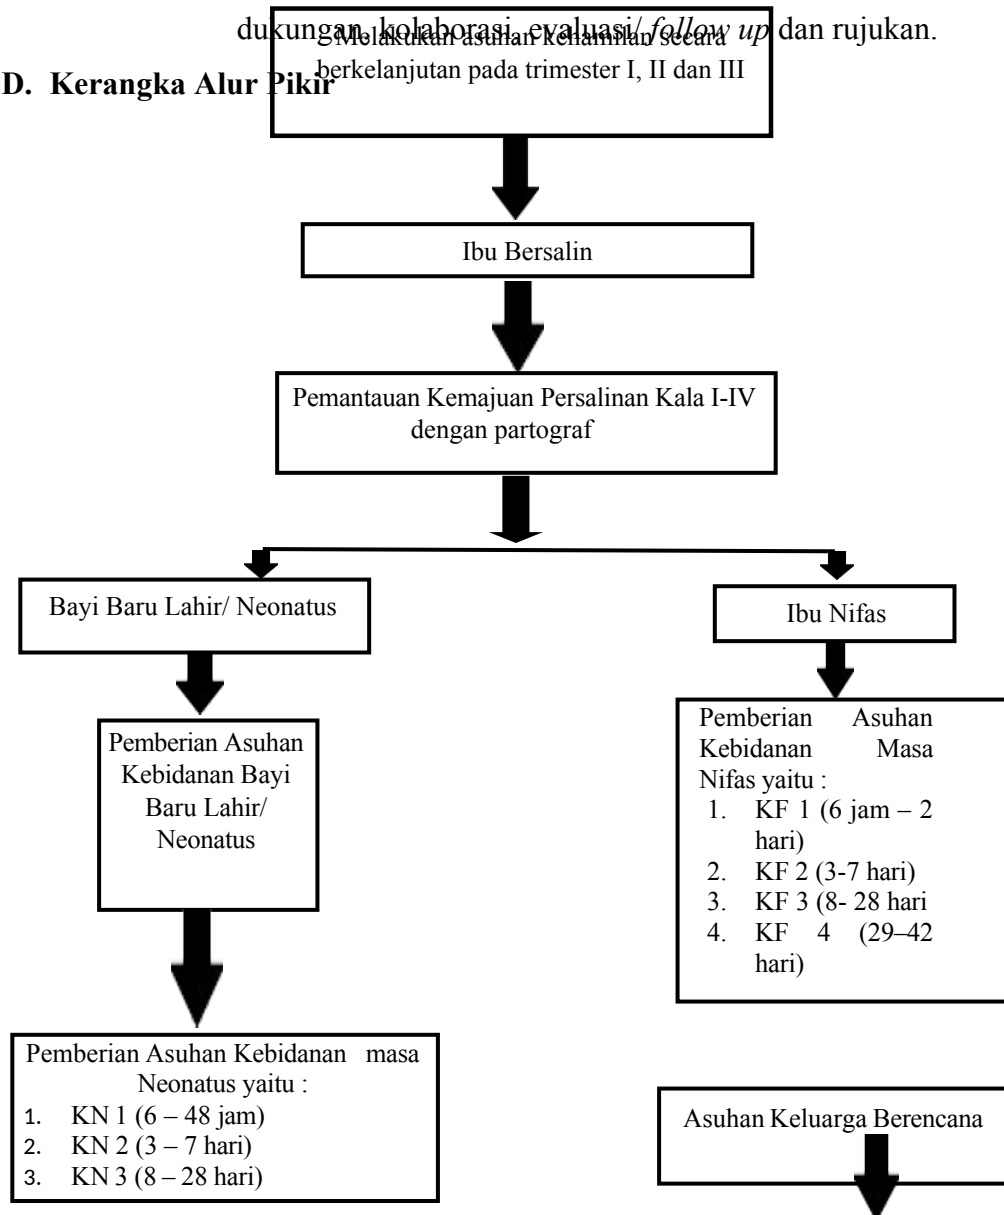 dukungan, kolaborasi, evaluasi/ follow up dan rujukan.
D. Kerangka Alur Pikir
Melakukan asuhan kehamilan secara
berkelanjutan pada trimester I, II dan III
Ibu Bersalin
Pemantauan Kemajuan Persalinan Kala I-IV
dengan partograf
Bayi Baru Lahir/ Neonatus
Ibu Nifas
Pemberian Asuhan
Kebidanan Bayi
Baru Lahir/
Neonatus
Pemberian Asuhan
Kebidanan Masa
Nifas yaitu :
1. KF 1 (6 jam – 2
hari)
2. KF 2 (3-7 hari)
3. KF 3 (8- 28 hari
4. KF 4 (29–42
hari)
Pemberian Asuhan Kebidanan masa
Neonatus yaitu :
1. KN 1 (6 – 48 jam)
2. KN 2 (3 – 7 hari)
3. KN 3 (8 – 28 hari)
Asuhan Keluarga Berencana